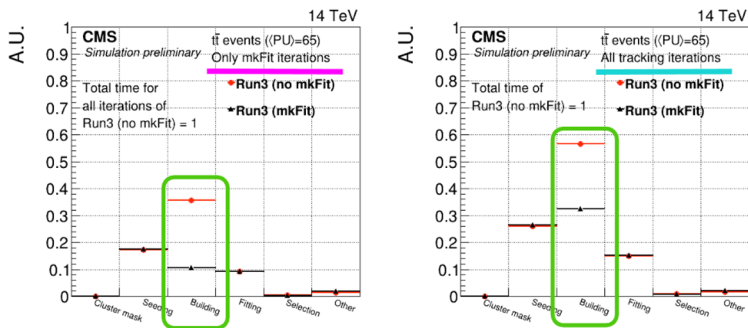 14 TeV
A.U.
CMS
Simulation preliminary
tt̄ events (⟨PU⟩=65)
Only mkFit iterations
Total time for
all iterations of
Run3 (no mkFit) = 1
Run3 (no mkFit)
Run3 (mkFit)
1
0.9
0.8
0.7
0.6
0.5
0.4
0.3
0.2
0.1
0
Cluster mask
Seeding
Building
Fitting
Selection
Other
14 TeV
A.U.
CMS
Simulation preliminary
tt̄ events (⟨PU⟩=65)
All tracking iterations
Total time of
Run3 (no mkFit) = 1
Run3 (no mkFit)
Run3 (mkFit)
1
0.9
0.8
0.7
0.6
0.5
0.4
0.3
0.2
0.1
0
Cluster mask
Seeding
Building
Fitting
Selection
Other